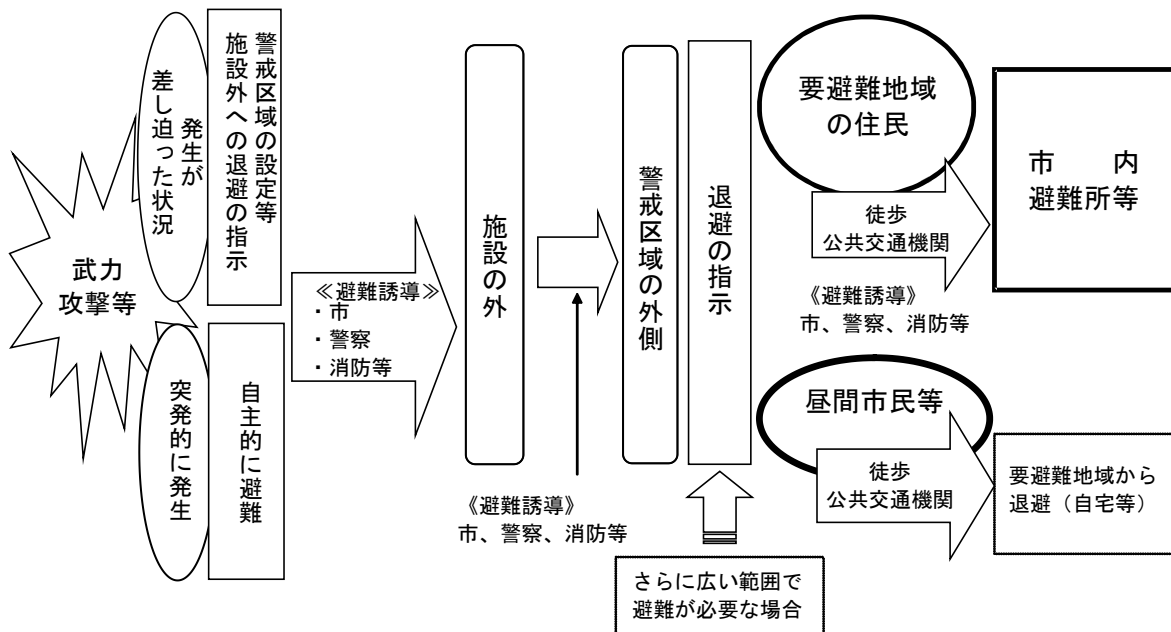 武力
攻撃等
発生が
差し迫った状況
警戒区域の設定等
施設外への退避の指示
突発的に発生
自主的に避難
≪避難誘導≫
・市
・警察
・消防等
施設の外
《避難誘導》
市、警察、消防等
警戒区域の外側
退避の指示
さらに広い範囲で
避難が必要な場合
要避難地域
の住民
徒歩
公共交通機関
《避難誘導》
市、警察、消防等
市　　内
避難所等
昼間市民等
徒歩
公共交通機関
要避難地域から
退避（自宅等）